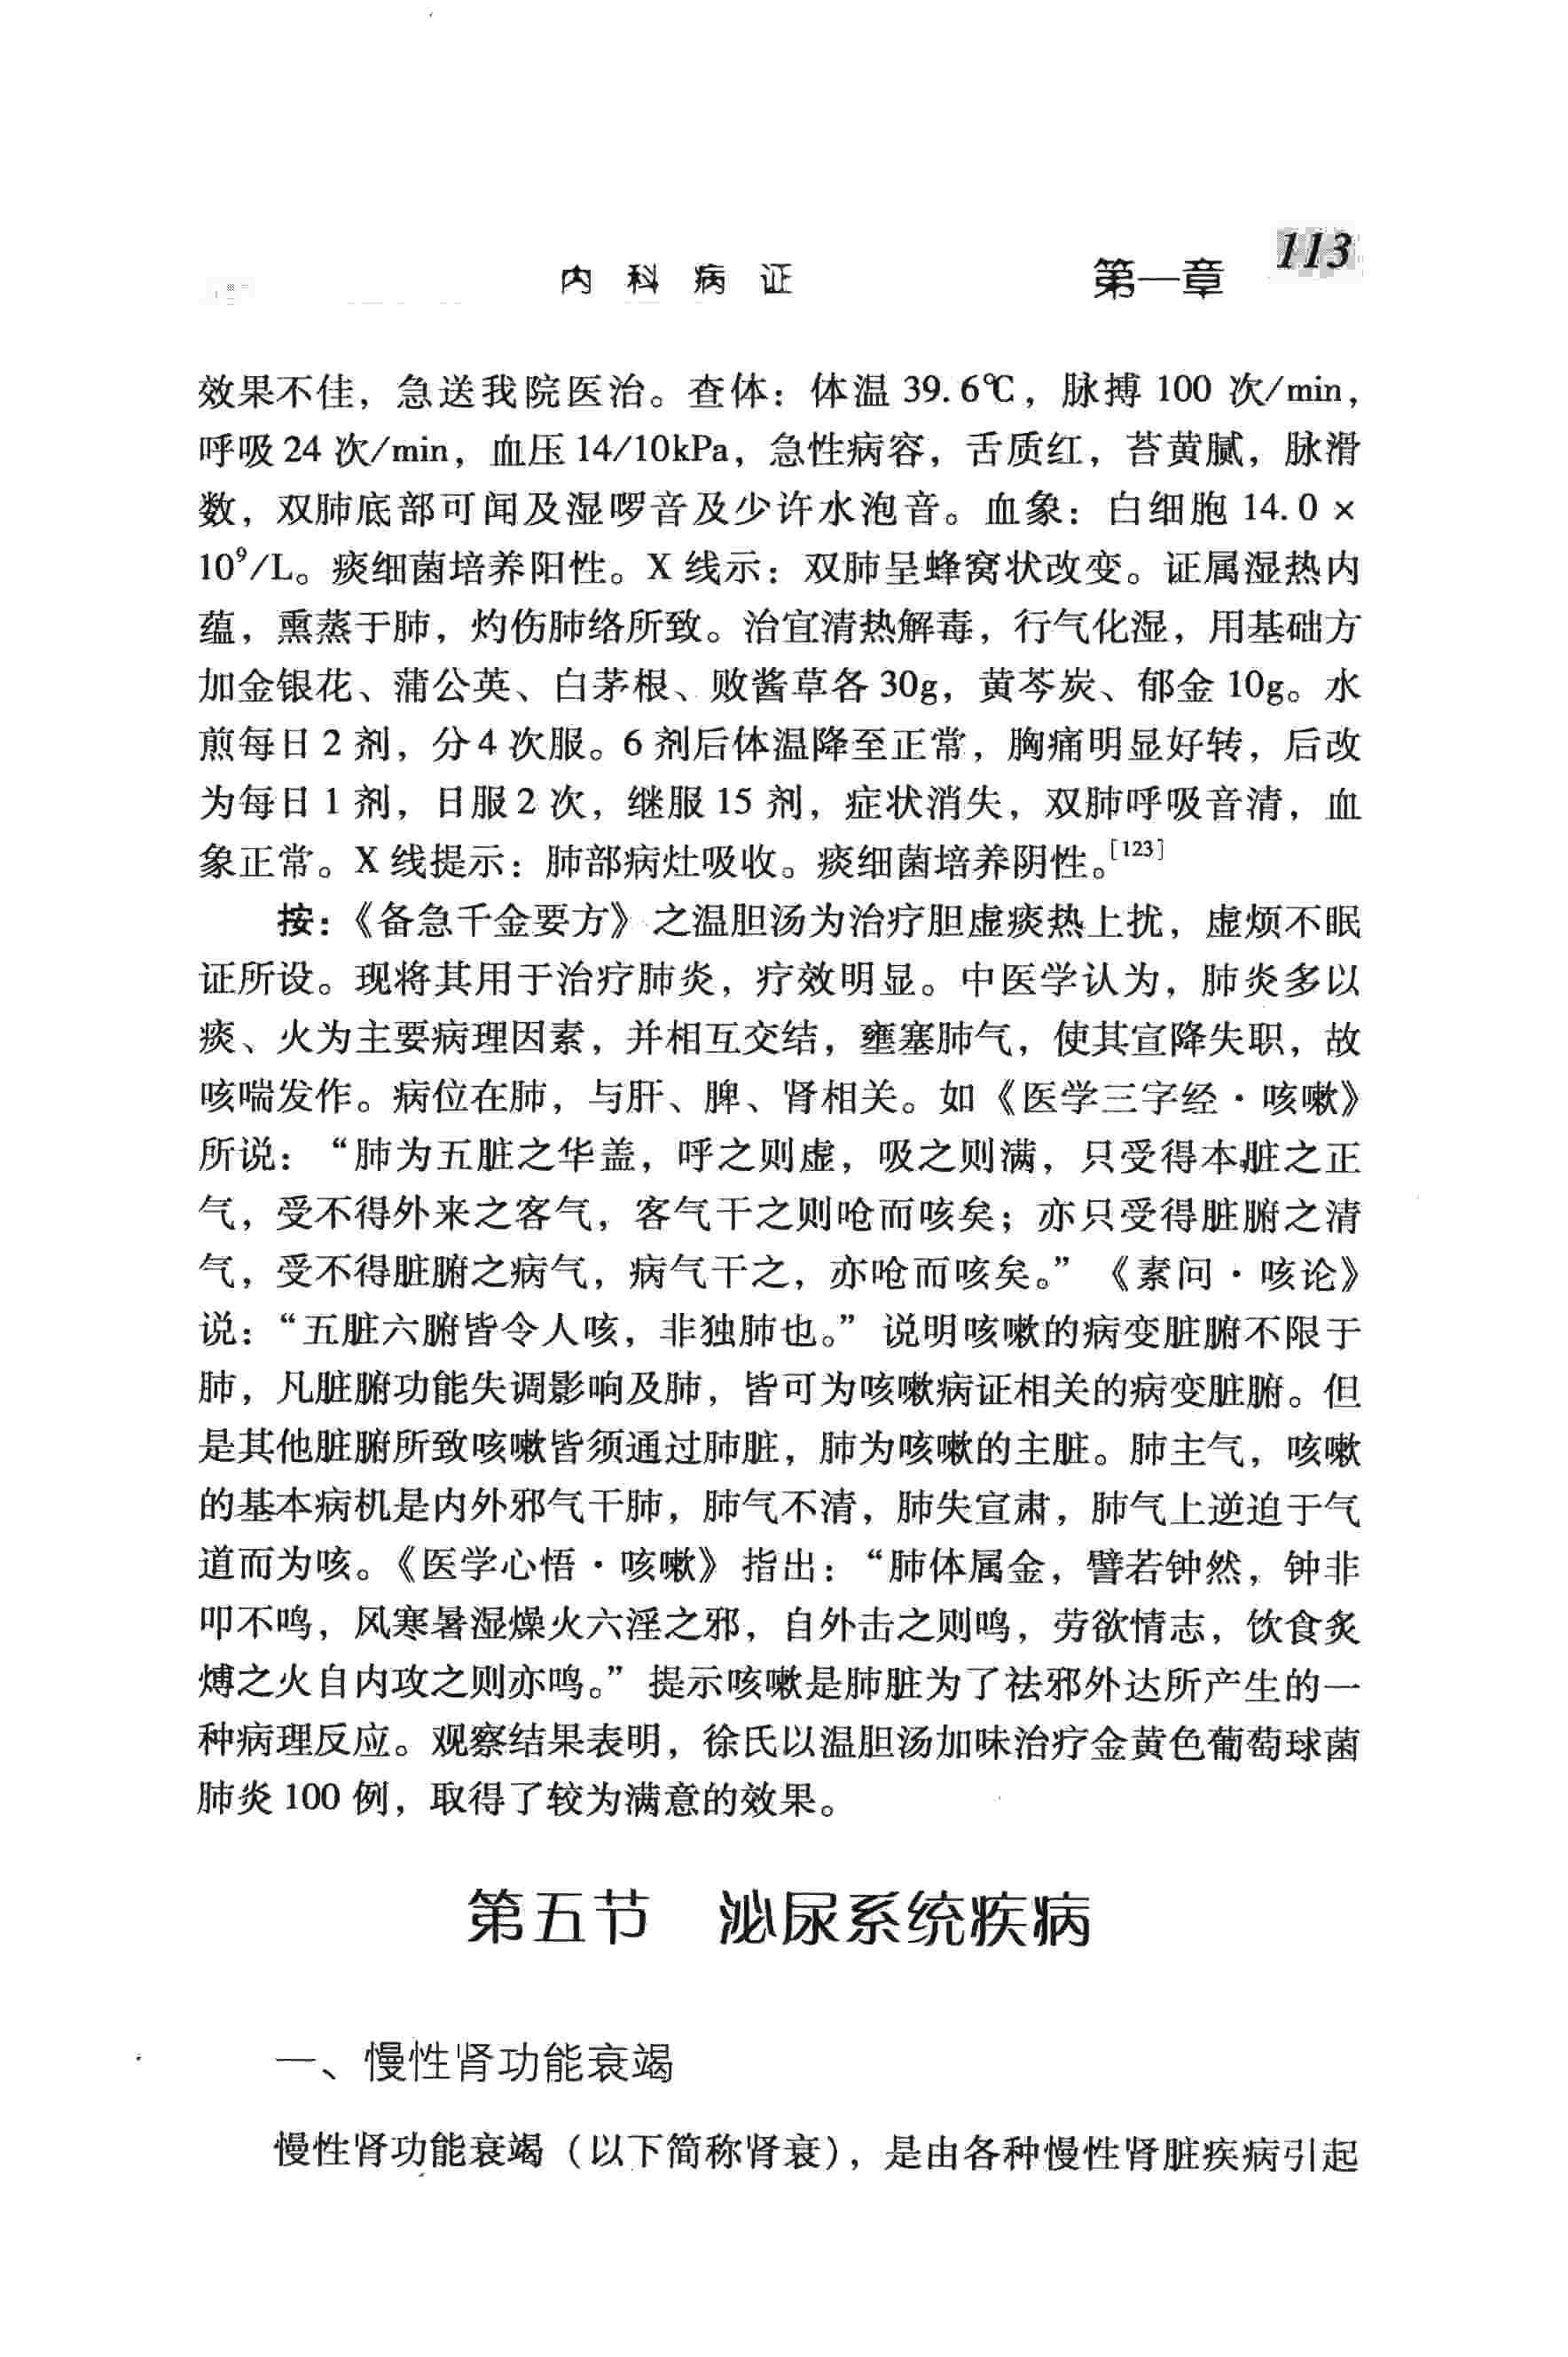 内科病证 第一章 113
效果不佳，急送我院医治。查体：体温 39.6℃，脉搏 100 次/min，
呼吸 24 次/min，血压 14/10kPa，急性病容，舌质红，苔黄腻，脉滑
数，双肺底部可闻及湿啰音及少许水泡音。血象：白细胞 14.0 ×
10⁹/L。痰细菌培养阳性。X 线示：双肺呈蜂窝状改变。证属湿热内
蕴，熏蒸于肺，灼伤肺络所致。治宜清热解毒，行气化湿，用基础方
加金银花、蒲公英、白茅根、败酱草各 30g，黄芩炭、郁金 10g。水
煎每日 2 剂，分 4 次服。6 剂后体温降至正常，胸痛明显好转，后改
为每日 1 剂，日服 2 次，继服 15 剂，症状消失，双肺呼吸音清，血
象正常。X 线提示：肺部病灶吸收。痰细菌培养阴性。[123]
按：《备急千金要方》之温胆汤为治疗胆虚痰热上扰，虚烦不眠
证所设。现将其用于治疗肺炎，疗效明显。中医学认为，肺炎多以
痰、火为主要病理因素，并相互交结，壅塞肺气，使其宣降失职，故
咳喘发作。病位在肺，与肝、脾、肾相关。如《医学三字经·咳嗽》
所说：“肺为五脏之华盖，呼之则虚，吸之则满，只受得本脏之正
气，受不得外来之客气，客气干之则呛而咳矣；亦只受得脏腑之清
气，受不得脏腑之病气，病气干之，亦呛而咳矣。”《素问·咳论》
说：“五脏六腑皆令人咳，非独肺也。”说明咳嗽的病变脏腑不限于
肺，凡脏腑功能失调影响及肺，皆可为咳嗽病证相关的病变脏腑。但
是其他脏腑所致咳嗽皆须通过肺脏，肺为咳嗽的主脏。肺主气，咳嗽
的基本病机是内外邪气干肺，肺气不清，肺失宣肃，肺气上逆迫于气
道而为咳。《医学心悟·咳嗽》指出：“肺体属金，譬若钟然，钟非
叩不鸣，风寒暑湿燥火六淫之邪，自外击之则鸣，劳欲情志，饮食炙
煿之火自内攻之则亦鸣。”提示咳嗽是肺脏为了祛邪外达所产生的一
种病理反应。观察结果表明，徐氏以温胆汤加味治疗金黄色葡萄球菌
肺炎 100 例，取得了较为满意的效果。
第五节 泌尿系统疾病
一、慢性肾功能衰竭
慢性肾功能衰竭（以下简称肾衰），是由各种慢性肾脏疾病引起